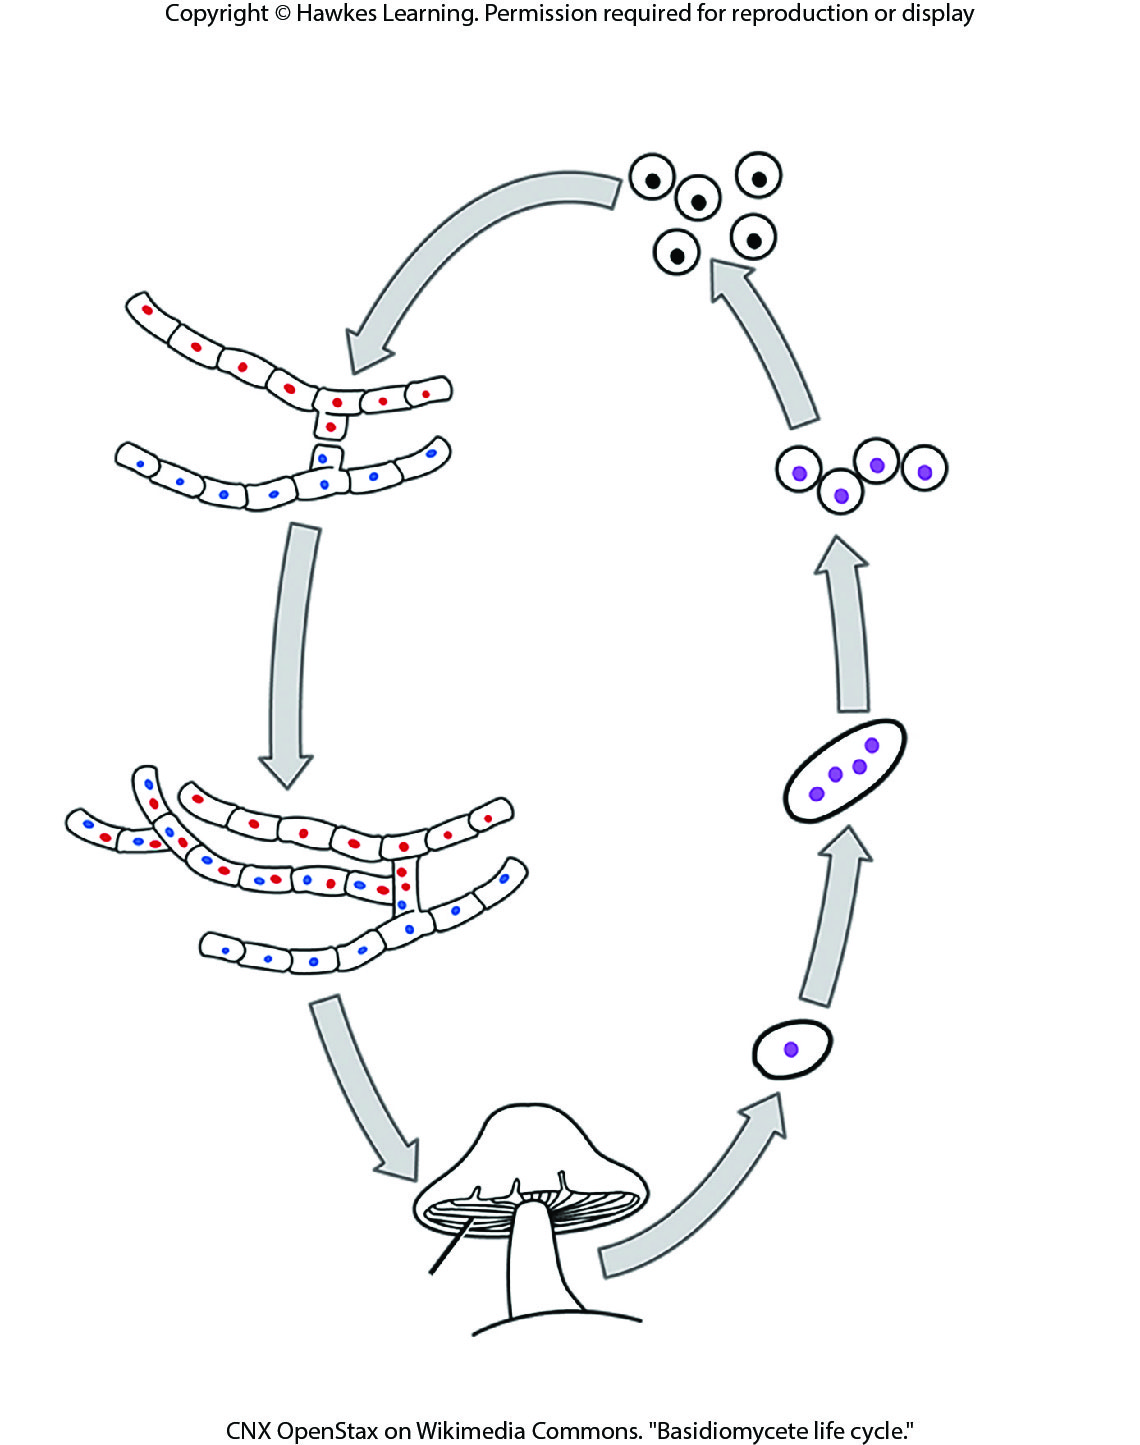 Copyright © Hawkes Learning. Permission required for reproduction or display
CNX OpenStax on Wikimedia Commons. "Basidiomycete life cycle."